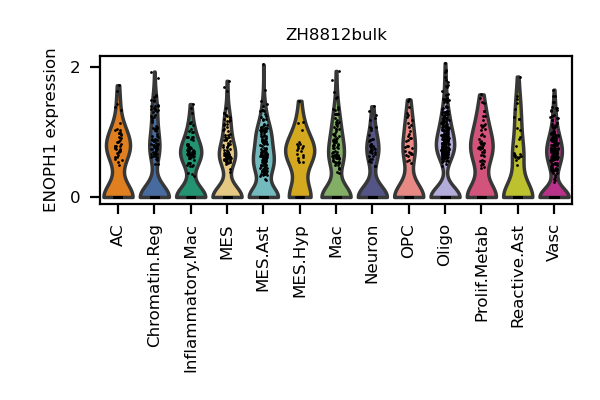 ZH8812bulk
ENOPH1 expression
2
0
AC
Chromatin.Reg
Inflammatory.Mac
MES
MES.Ast
MES.Hyp
Mac
Neuron
OPC
Oligo
Prolif.Metab
Reactive.Ast
Vasc